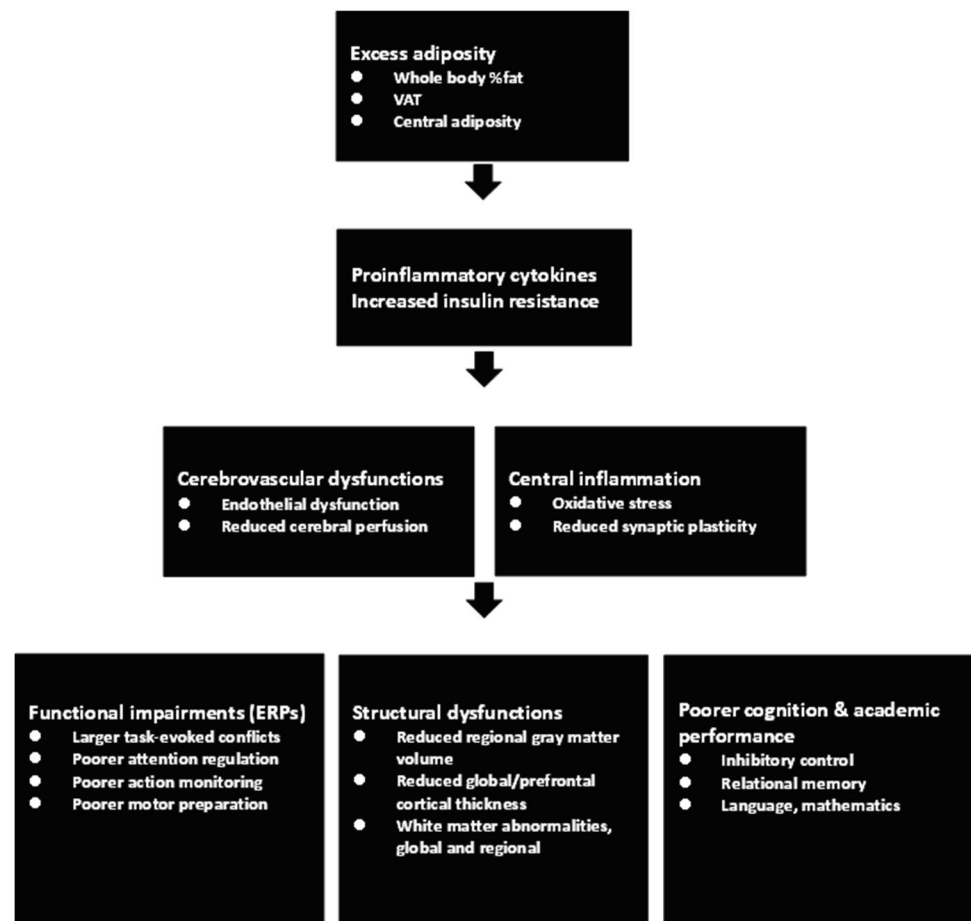 Excess adiposity
● Whole body %fat
● VAT
● Central adiposity
Proinflammatory cytokines
Increased insulin resistance
Cerebrovascular dysfunctions
● Endothelial dysfunction
● Reduced cerebral perfusion
Central inflammation
● Oxidative stress
● Reduced synaptic plasticity
Functional impairments (ERPs)
● Larger task-evoked conflicts
● Poorer attention regulation
● Poorer action monitoring
● Poorer motor preparation
Structural dysfunctions
● Reduced regional gray matter
volume
● Reduced global/prefrontal
cortical thickness
● White matter abnormalities,
global and regional
Poorer cognition & academic
performance
● Inhibitory control
● Relational memory
● Language, mathematics